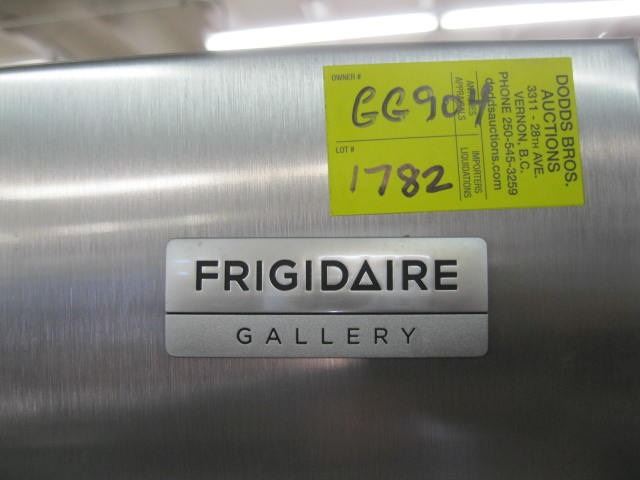 OWNER #
GG904
LOT #
1782
APPRAISALS
LIQUIDATIONS
IMPORTERS
DODDS BROS.
AUCTIONS
3311 - 28TH AVE.
VERNON, B.C.
PHONE 250-545-3259
doddsauctions.com
FRIGIDAIRE
GALLERY